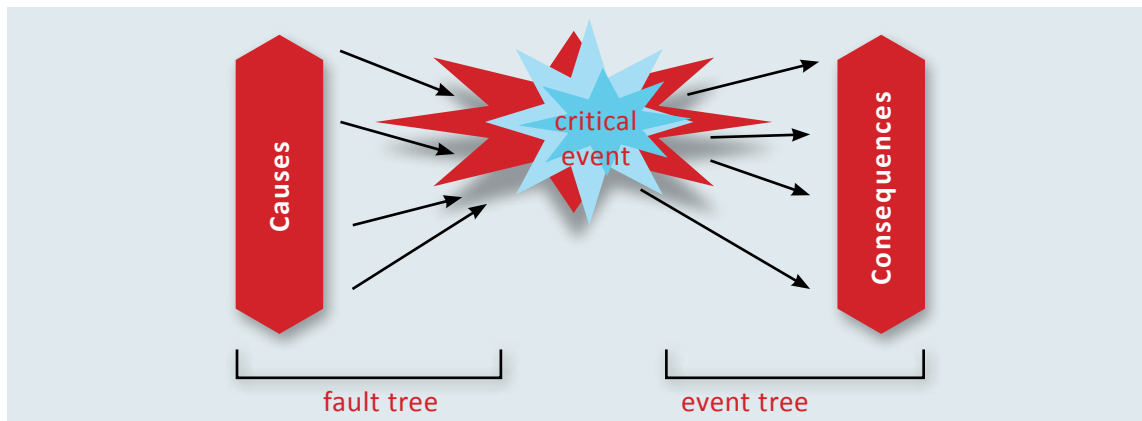 Causes
critical
event
Consequences
fault tree
event tree